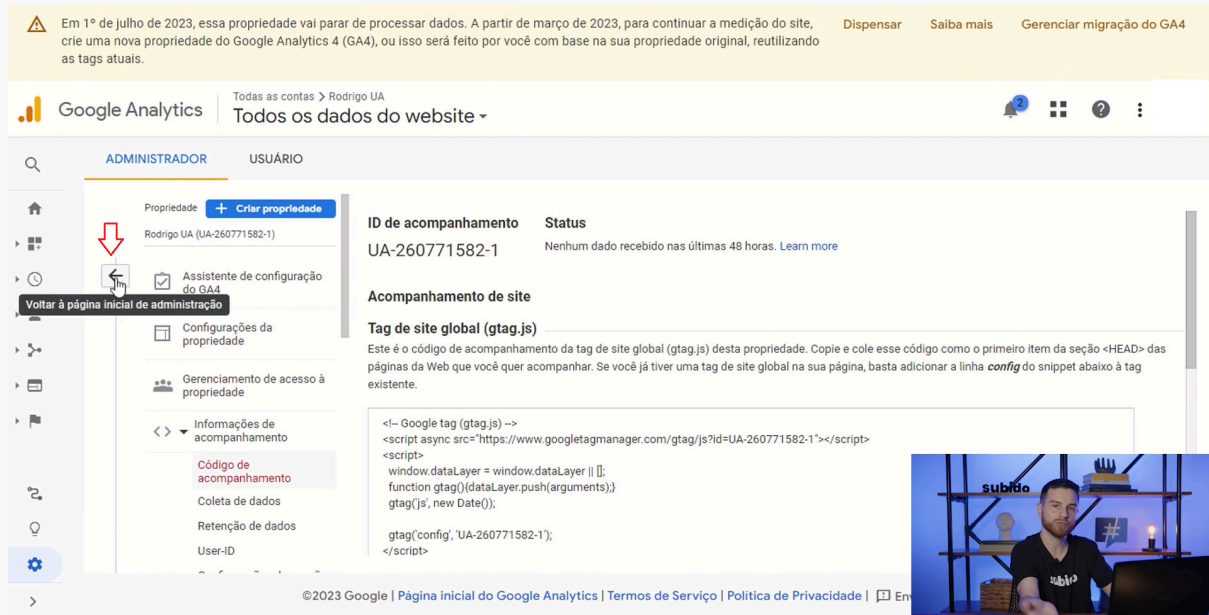 Em 1º de julho de 2023, essa propriedade vai parar de processar dados. A partir de março de 2023, para continuar a medição do site,
crie uma nova propriedade do Google Analytics 4 (GA4), ou isso será feito por você com base na sua propriedade original, reutilizando
as tags atuais.
Dispensar
Saiba mais
Gerenciar migração do GA4
Google Analytics
Todas as contas > Rodrigo UA
Todos os dados do website
2
ADMINISTRADOR
USUÁRIO
Propriedade
+ Criar propriedade
Rodrigo UA (UA-260771582-1)
Assistente de configuração
do GA4
Voltar à página inicial de administração
Configurações da
propriedade
Gerenciamento de acesso à
propriedade
Informações de
acompanhamento
Código de
acompanhamento
Coleta de dados
Retenção de dados
User-ID
ID de acompanhamento
UA-260771582-1
Status
Nenhum dado recebido nas últimas 48 horas. Learn more
Acompanhamento de site
Tag de site global (gtag.js)
Este é o código de acompanhamento da tag de site global (gtag.js) desta propriedade. Copie e cole esse código como o primeiro item da seção <HEAD> das
páginas da Web que você quer acompanhar. Se você já tiver uma tag de site global na sua página, basta adicionar a linha config do snippet abaixo à tag
existente.
<!-- Google tag (gtag.js) -->
<script async src="https://www.googletagmanager.com/gtag/js?id=UA-260771582-1"></script>
<script>
window.dataLayer = window.dataLayer || [];
function gtag(){dataLayer.push(arguments);}
gtag('js', new Date());
gtag('config', 'UA-260771582-1');
</script>
subido
#
subido
©2023 Google | Página inicial do Google Analytics | Termos de Serviço | Política de Privacidade |